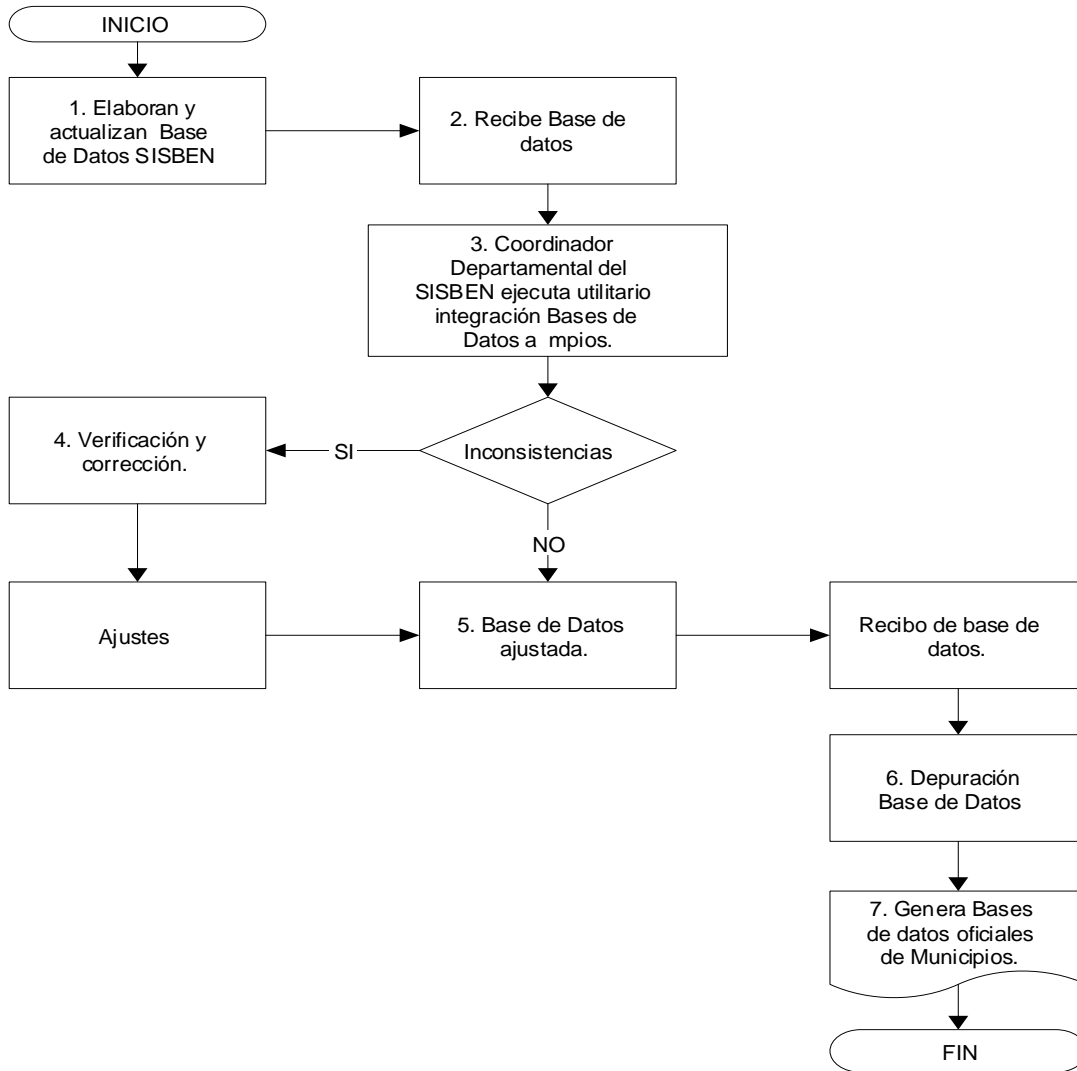 INICIO
1. Elaboran y
actualizan Base
de Datos SISBEN
2. Recibe Base de
datos
3. Coordinador
Departamental del
SISBEN ejecuta utilitario
integración Bases de
Datos a mpios.
Inconsistencias
SI
4. Verificación y
corrección.
NO
Ajustes
5. Base de Datos
ajustada.
Recibo de base de
datos.
6. Depuración
Base de Datos
7. Genera Bases
de datos oficiales
de Municipios.
FIN